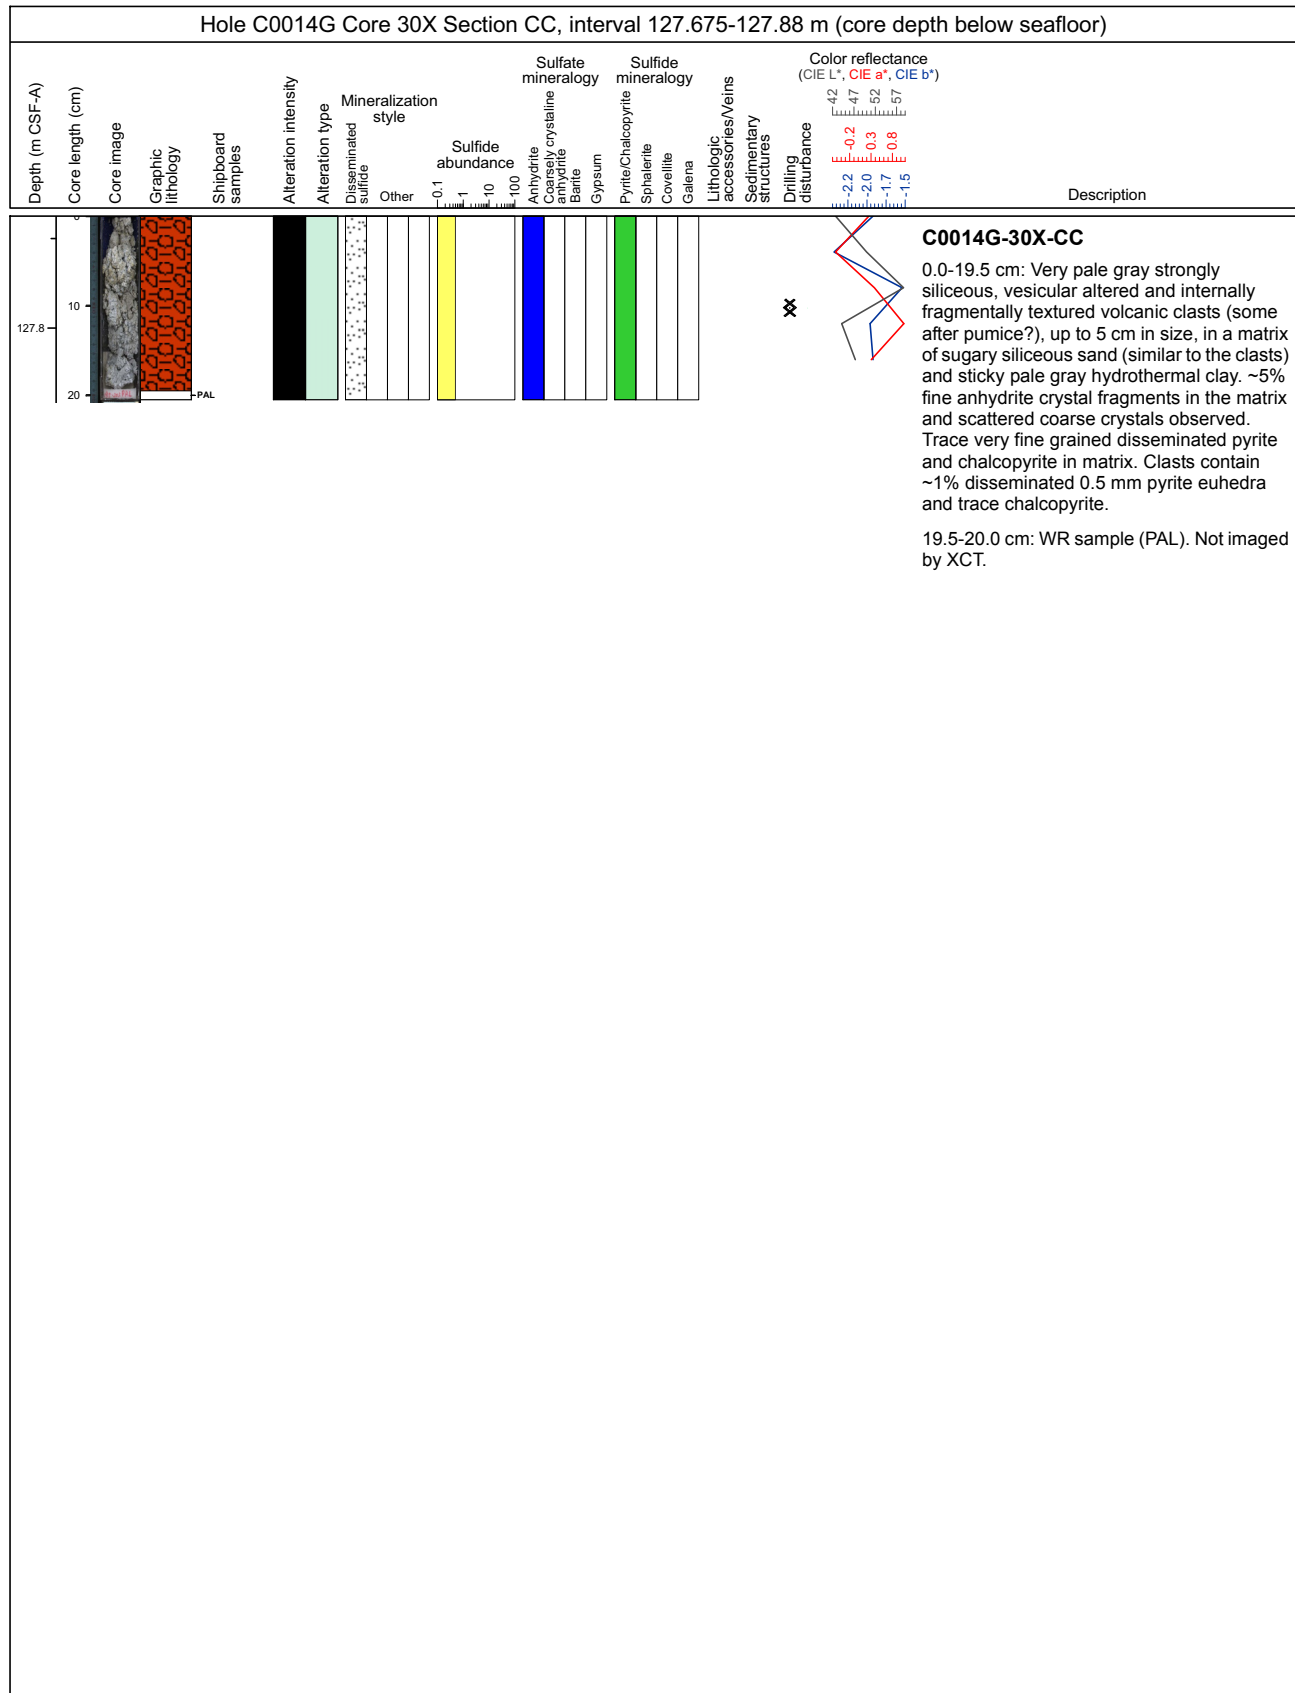 Hole C0014G Core 30X Section CC, interval 127.675-127.88 m (core depth below seafloor)
Depth (m CSF-A)
Core length (cm)
Core image
Graphic
lithology
Shipboard
samples
Alteration intensity
Alteration type
Mineralization
style
Disseminated
sulfide
Other
Sulfide
abundance
0.1
1
10
100
Sulfate
mineralogy
Anhydrite
Coarsely crystaline
anhydrite
Barite
Gypsum
Sulfide
mineralogy
Pyrite/Chalcopyrite
Sphalerite
Covellite
Galena
Lithologic
accessories/Veins
Sedimentary
structures
Drilling
disturbance
Color reflectance
(CIE L*, CIE a*, CIE b*)
42
47
52
57
-0.2
0.3
0.8
-2.2
-2.0
-1.7
-1.5
Description
0
10
127.8
20
PAL
C0014G-30X-CC
0.0-19.5 cm: Very pale gray strongly
siliceous, vesicular altered and internally
fragmentally textured volcanic clasts (some
after pumice?), up to 5 cm in size, in a matrix
of sugary siliceous sand (similar to the clasts)
and sticky pale gray hydrothermal clay. ~5%
fine anhydrite crystal fragments in the matrix
and scattered coarse crystals observed.
Trace very fine grained disseminated pyrite
and chalcopyrite in matrix. Clasts contain
~1% disseminated 0.5 mm pyrite euhedra
and trace chalcopyrite.
19.5-20.0 cm: WR sample (PAL). Not imaged
by XCT.